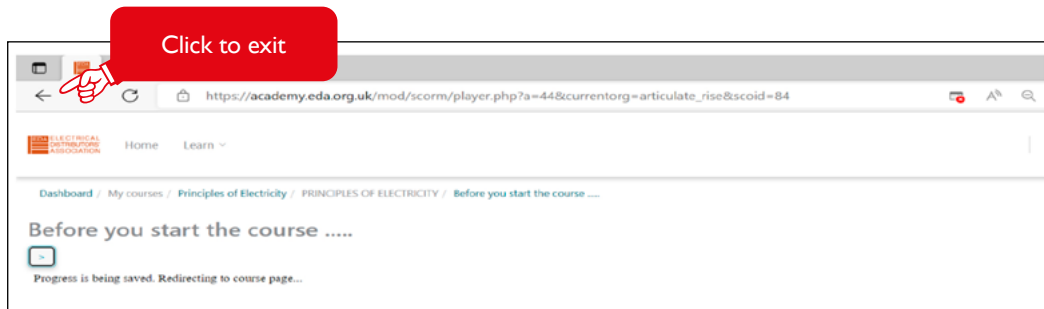 Click to exit
https://academy.eda.org.uk/mod/scorm/player.php?a=44&currentorg=articulate_rise&scoid=84
EDA ELECTRICAL
DISTRIBUTORS'
ASSOCIATION
Home Learn
Dashboard / My courses / Principles of Electricity / PRINCIPLES OF ELECTRICITY / Before you start the course .....
Before you start the course .....
>
Progress is being saved. Redirecting to course page...